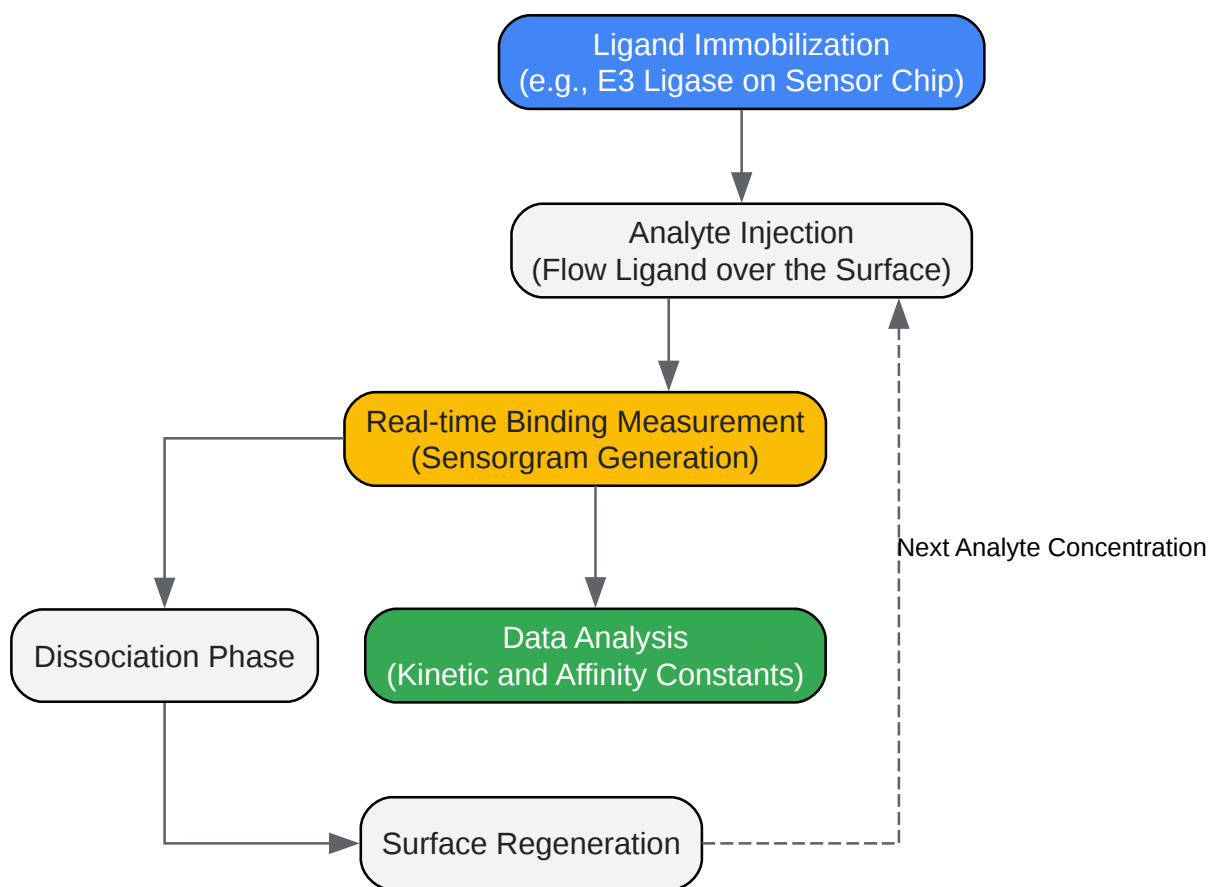 Ligand Immobilization
(e.g., E3 Ligase on Sensor Chip)
Analyte Injection
(Flow Ligand over the Surface)
Real-time Binding Measurement
(Sensorgram Generation)
Next Analyte Concentration
Dissociation Phase
Data Analysis
(Kinetic and Affinity Constants)
Surface Regeneration